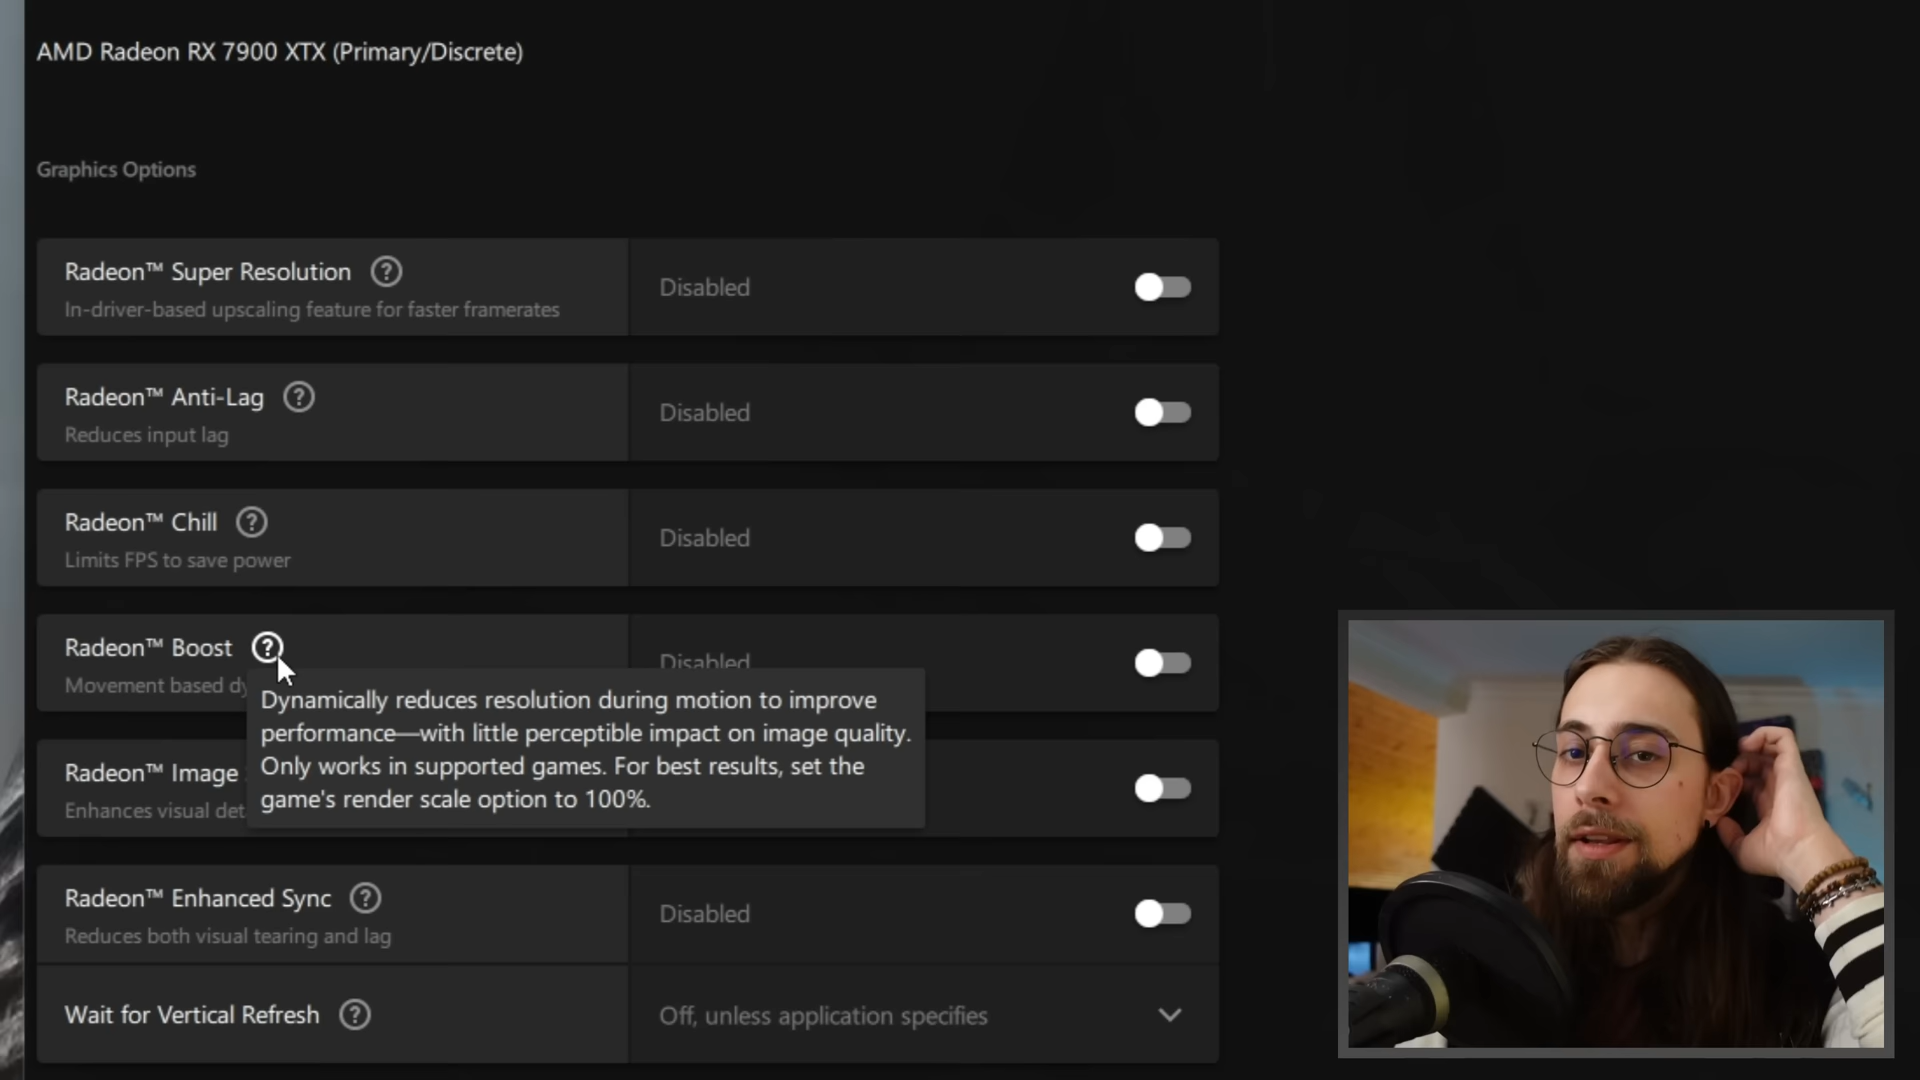 AMD Radeon RX 7900 XTX (Primary/Discrete)
Graphics Options
Radeon™ Super Resolution ?
In-driver-based upscaling feature for faster framerates
Disabled
Radeon™ Anti-Lag ?
Reduces input lag
Disabled
Radeon™ Chill ?
Limits FPS to save power
Disabled
Radeon™ Boost ?
Movement based dy
Disabled
Dynamically reduces resolution during motion to improve
performance—with little perceptible impact on image quality.
Only works in supported games. For best results, set the
game's render scale option to 100%.
Radeon™ Image
Enhances visual det
Radeon™ Enhanced Sync ?
Reduces both visual tearing and lag
Disabled
Wait for Vertical Refresh ?
Off, unless application specifies